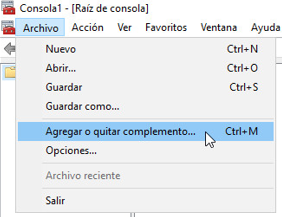 Consola1 - [Raíz de consola]
Archivo Acción Ver Favoritos Ventana Ayuda
Nuevo Ctrl+N
Abrir... Ctrl+O
Guardar Ctrl+S
Guardar como...
Agregar o quitar complemento... Ctrl+M
Opciones...
Archivo reciente
Salir